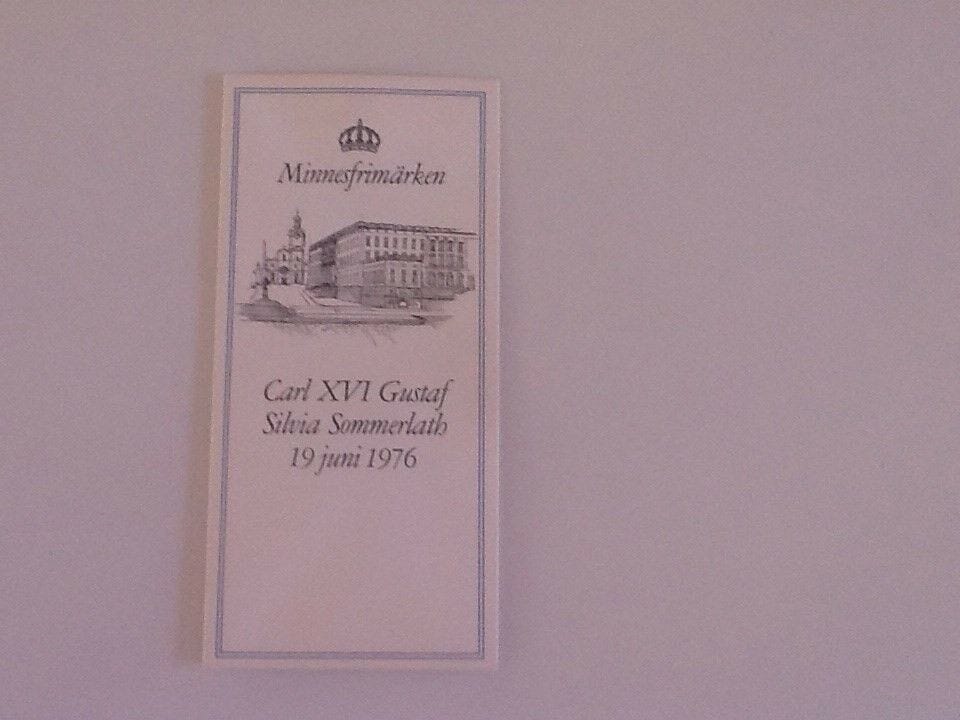 Minnesfrimärken
Carl XVI Gustaf
Silvia Sommerlath
19 juni 1976